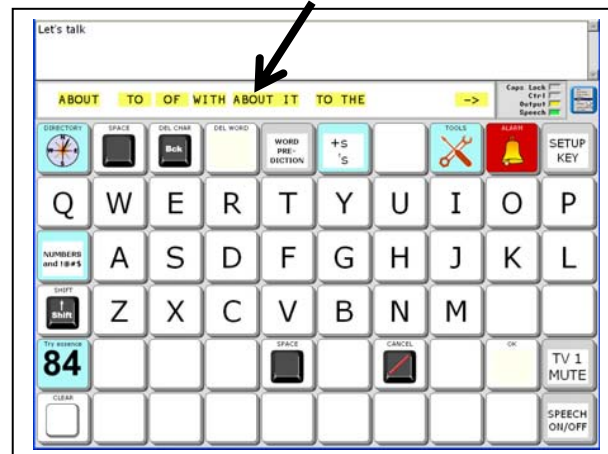 Let's talk
ABOUT TO OF WITH ABOUT IT TO THE ->
Caps Lock
Ctrl
Output
Speech
DIRECTORY SPACE DEL CHAR DEL WORD TOOLS ALARM
Bck WORD PRE-DICTION +s 's SETUP KEY
Q W E R T Y U I O P
NUMBERS and !@#$ A S D F G H J K L
SHIFT
↑ Shift Z X C V B N M
Try essence SPACE CANCEL OK
84 TV 1 MUTE
CLEAR
SPEECH ON/OFF